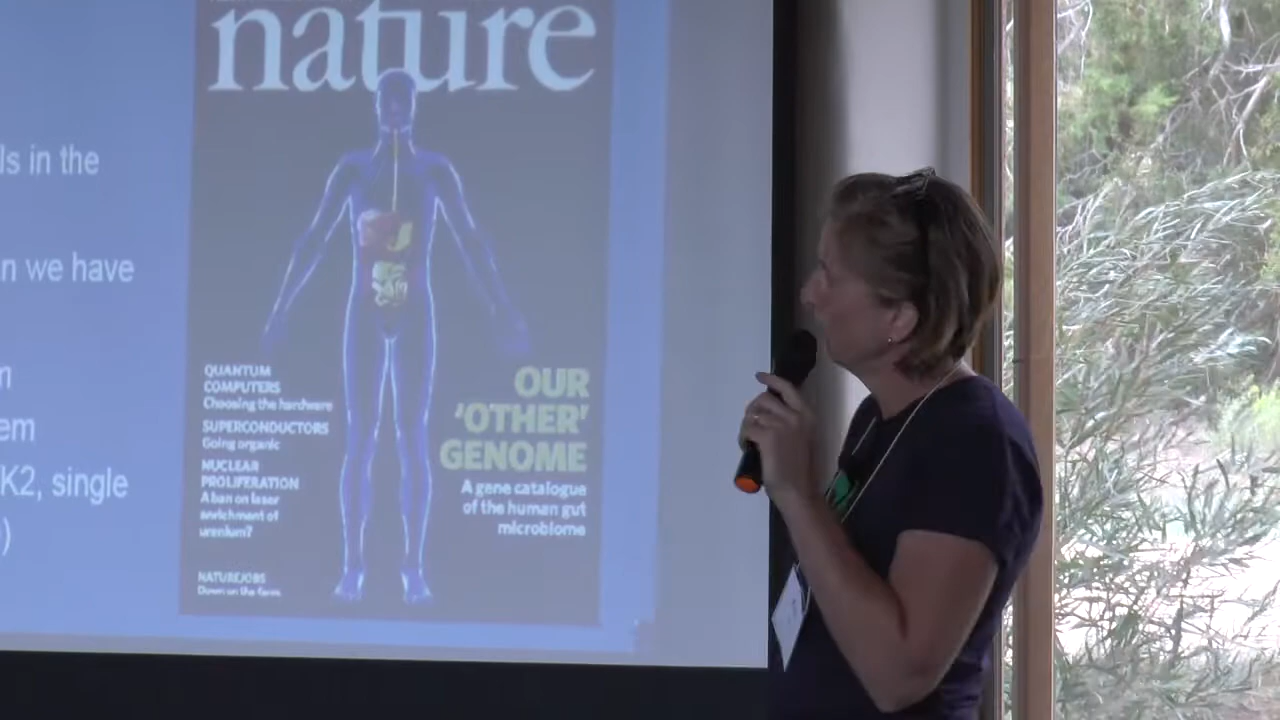 nature
ls in the
n we have
m
em
K2, single
)
QUANTUM
COMPUTERS
Choosing the hardware
SUPERCONDUCTORS
Going organic
NUCLEAR
PROLIFERATION
A ban on laser
enrichment of
uranium?
NATUREJOBS
Down on the farm
OUR
‘OTHER’
GENOME
A gene catalogue
of the human gut
microbiome